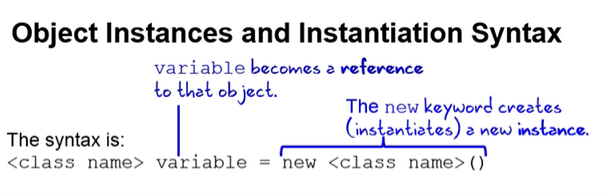 Object Instances and Instantiation Syntax
variable becomes a reference
to that object.
The new keyword creates
(instantiates) a new instance.
The syntax is:
<class name> variable = new <class name>()